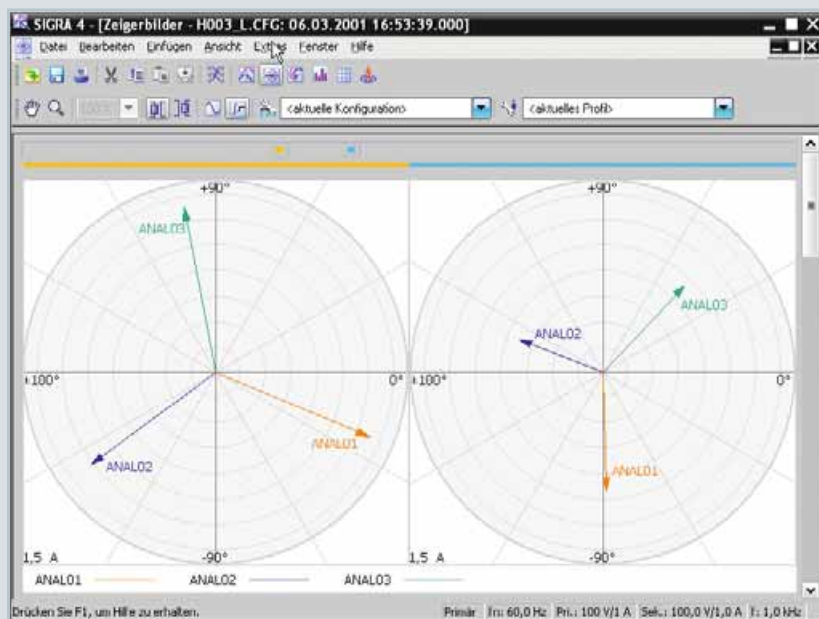 SIGRA 4 - [Zeigerbilder - H003_L.CFG: 06.03.2001 16:53:39.000]
Datei Bearbeiten Einfügen Ansicht Extras Fenster Hilfe
100% <aktuelle Konfiguration> <aktuelles Profil>
+90° +90°
ANAL03
ANAL03
ANAL02
±100° 0° ±100° 0°
ANAL01
ANAL02
ANAL01
-90° -90°
1,5 A 1,5 A
ANAL01 ANAL02 ANAL03
Drücken Sie F1, um Hilfe zu erhalten. Primär fn: 60,0 Hz Pri.: 100 V/1 A Sek.: 100,0 V/1,0 A f: 1,0 kHz